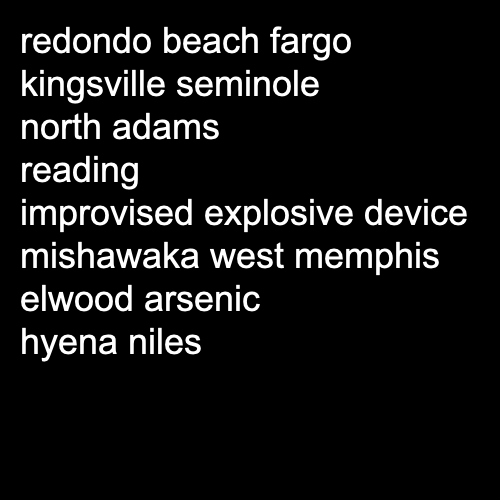 redondo beach fargo
kingsville seminole
north adams
reading
improvised explosive device
mishawaka west memphis
elwood arsenic
hyena niles